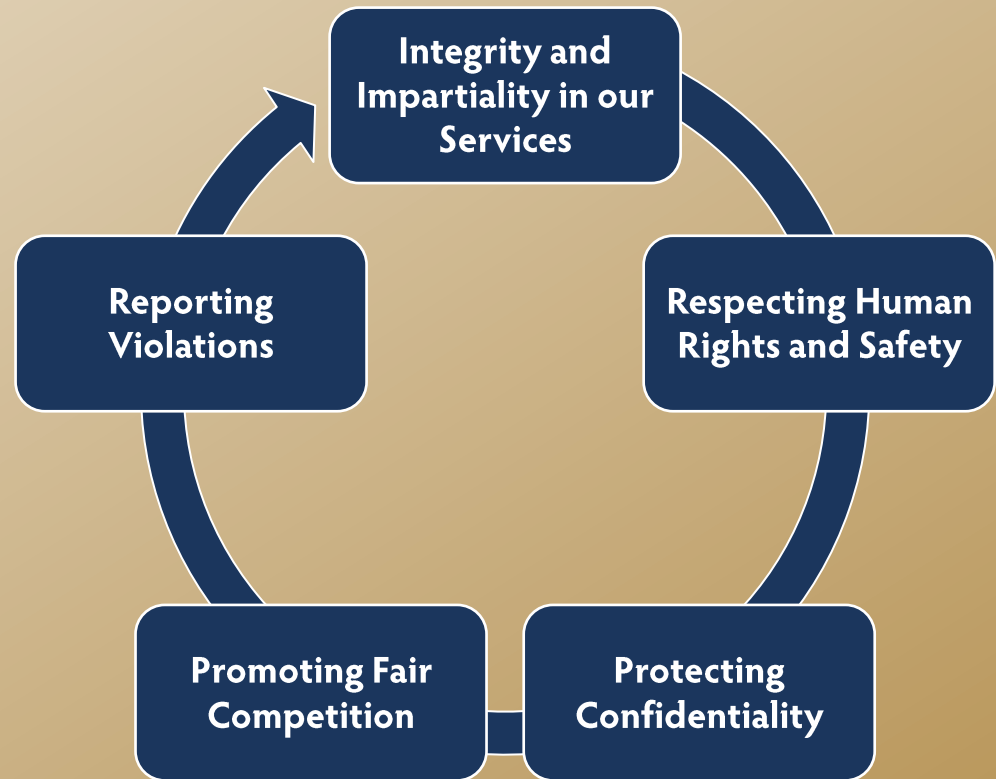 Integrity and
Impartiality in our
Services
Respecting Human
Rights and Safety
Protecting
Confidentiality
Promoting Fair
Competition
Reporting
Violations